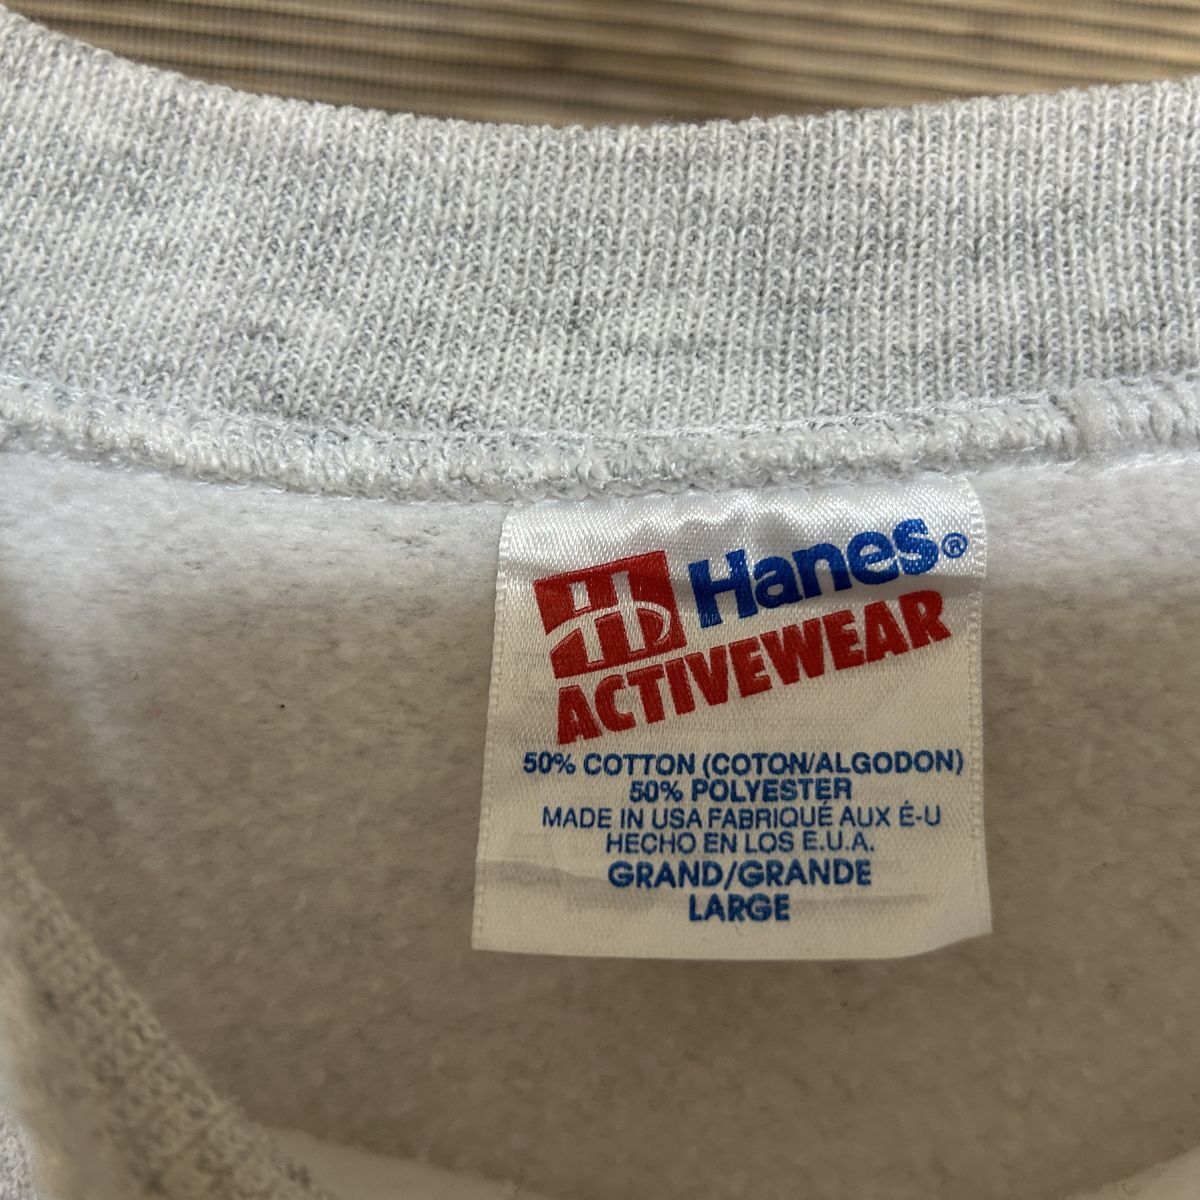 Hanes®
ACTIVEWEAR
50% COTTON (COTON/ALGODON)
50% POLYESTER
MADE IN USA FABRIQUÉ AUX É-U
HECHO EN LOS E.U.A.
GRAND/GRANDE
LARGE